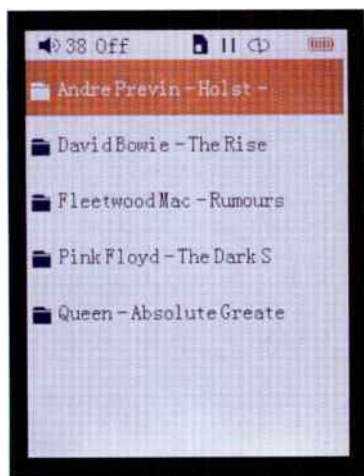 38 Off
Andre Previn - Holst -
David Bowie - The Rise
Fleetwood Mac - Rumours
Pink Floyd - The Dark S
Queen - Absolute Greate